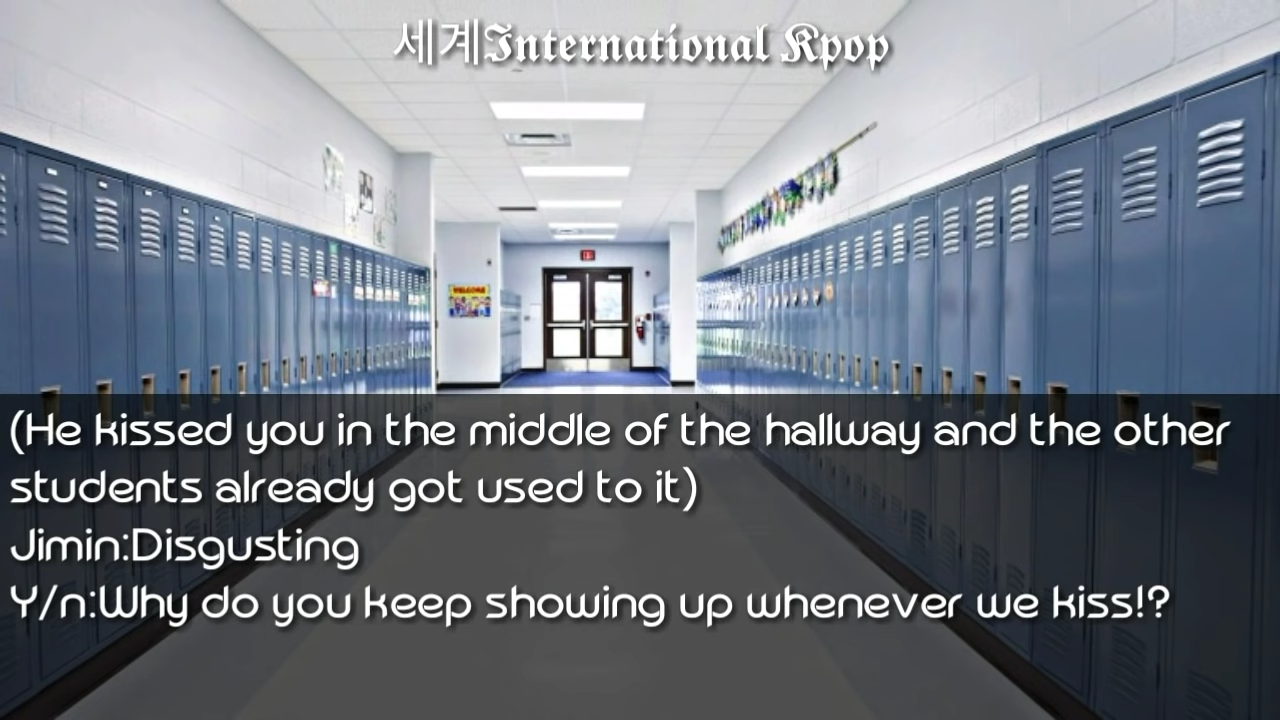 세계International Kpop
WELCOME
(He kissed you in the middle of the hallway and the other
students already got used to it)
Jimin:Disgusting
Y/n:Why do you keep showing up whenever we kiss!?